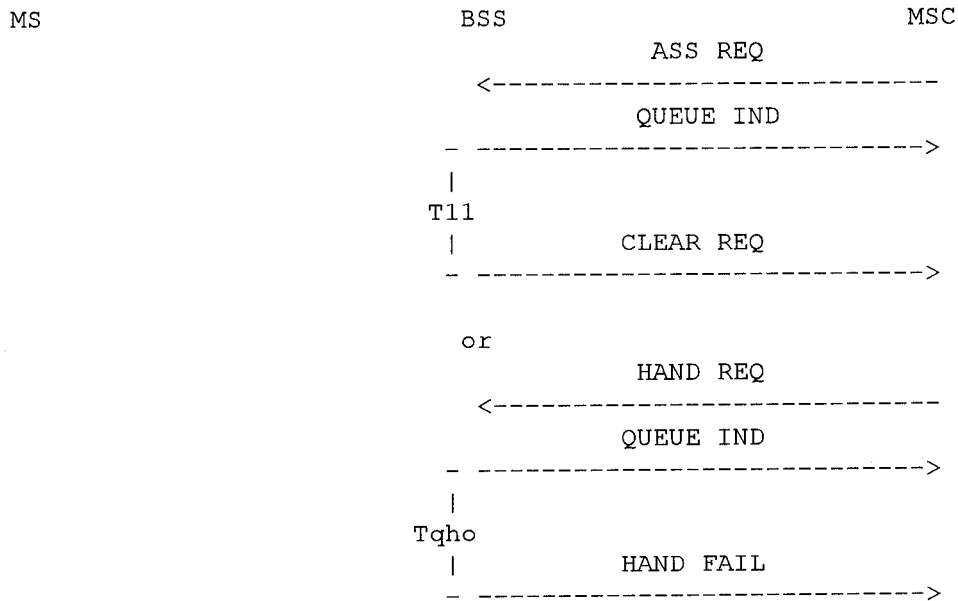 MS BSS MSC
ASS REQ
<----------------------------
QUEUE IND
- ---------------------------->
|
T11
| CLEAR REQ
- ---------------------------->
or
HAND REQ
<----------------------------
QUEUE IND
- ---------------------------->
|
Tqho
| HAND FAIL
- ---------------------------->